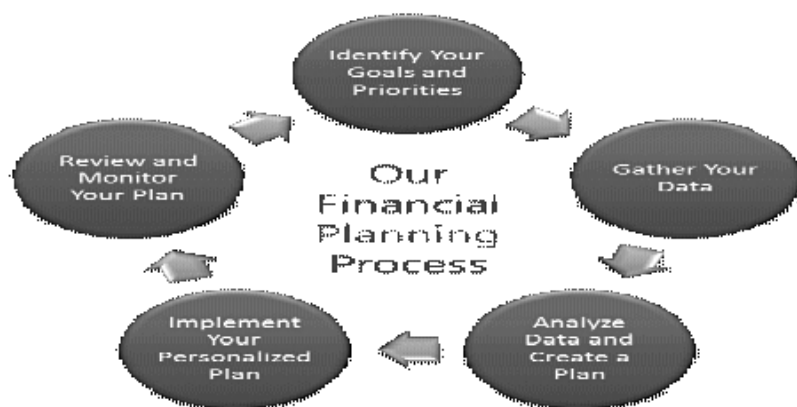 Identify Your
Goals and
Priorities
Gather Your
Data
Analyze
Data and
Create a
Plan
Implement
Your
Personalized
Plan
Review and
Monitor
Your Plan
Our
Financial
Planning
Process